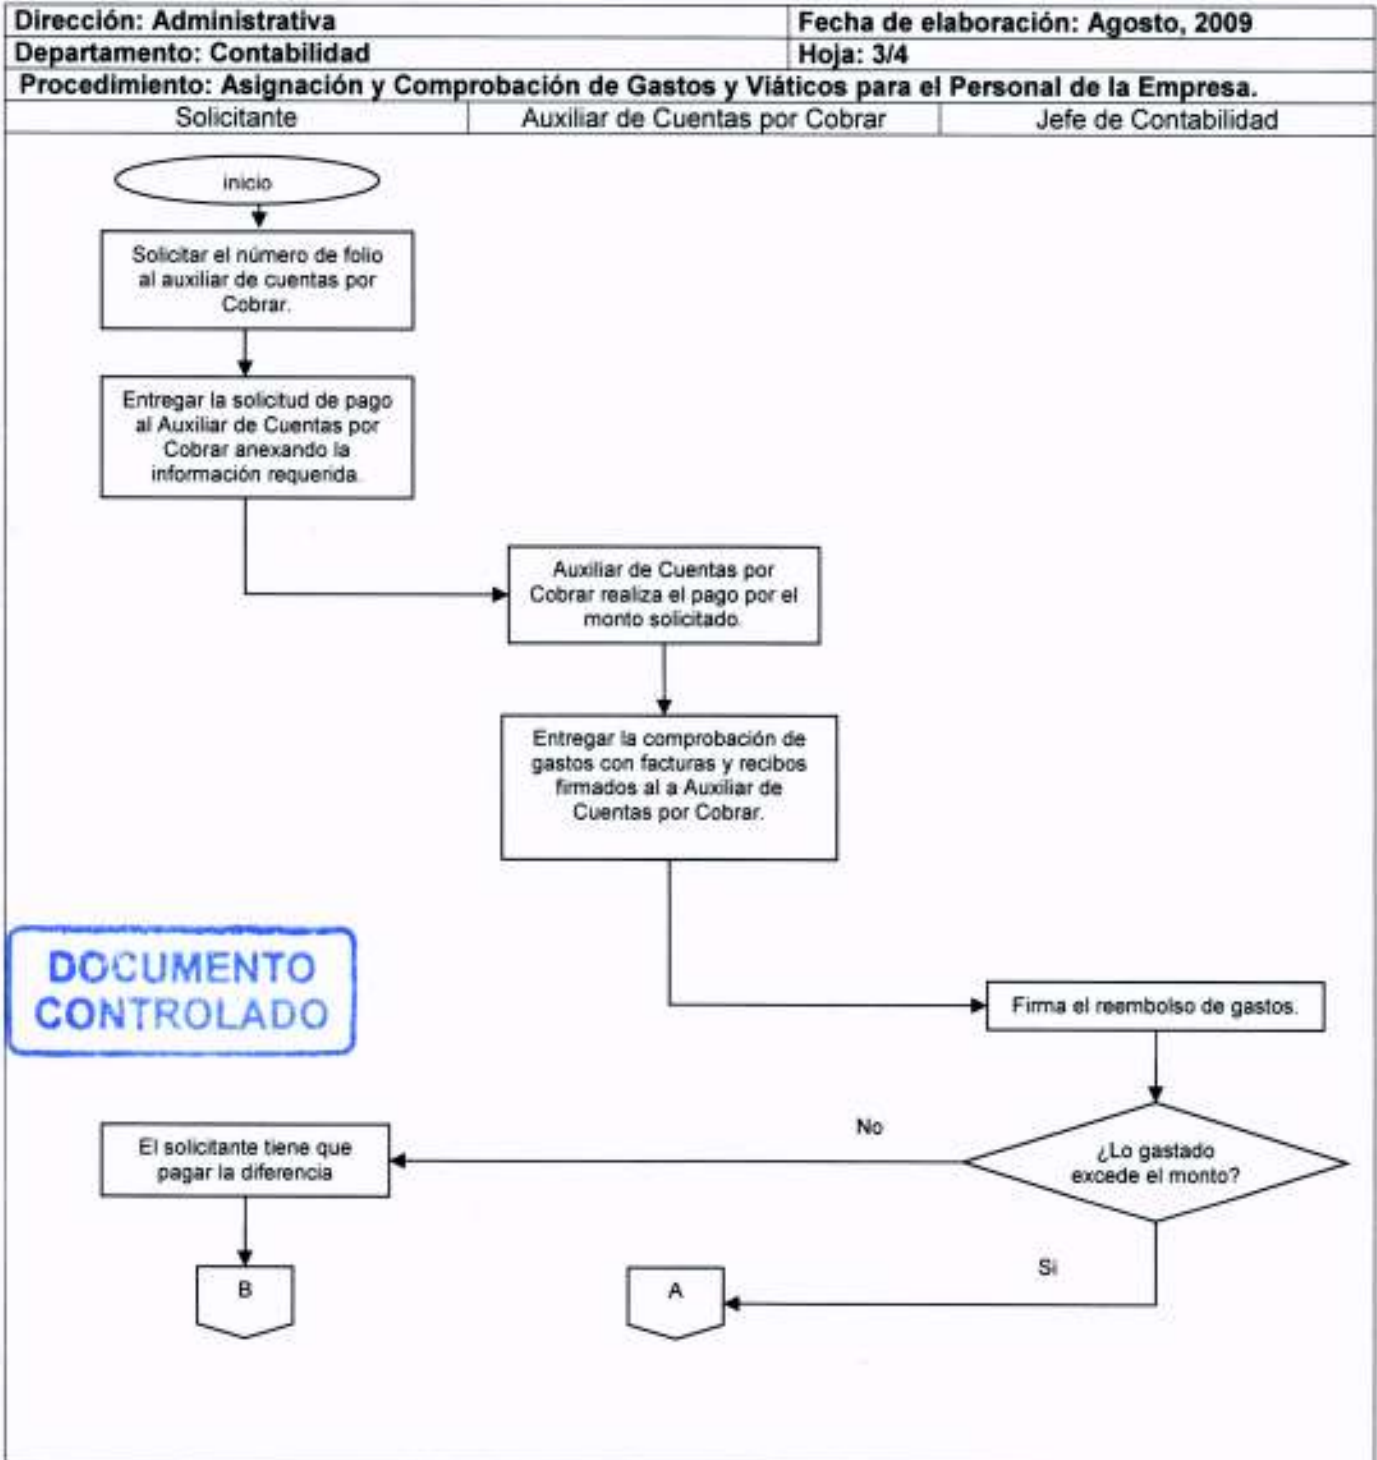 Dirección: Administrativa
Fecha de elaboración: Agosto, 2009
Departamento: Contabilidad
Hoja: 3/4
Procedimiento: Asignación y Comprobación de Gastos y Viáticos para el Personal de la Empresa.
Solicitante
Auxiliar de Cuentas por Cobrar
Jefe de Contabilidad
inicio
Solicitar el número de folio
al auxiliar de cuentas por
Cobrar.
Entregar la solicitud de pago
al Auxiliar de Cuentas por
Cobrar anexando la
información requerida.
Auxiliar de Cuentas por
Cobrar realiza el pago por el
monto solicitado.
Entregar la comprobación de
gastos con facturas y recibos
firmados al a Auxiliar de
Cuentas por Cobrar.
DOCUMENTO
CONTROLADO
Firma el reembolso de gastos.
No
¿Lo gastado
excede el monto?
El solicitante tiene que
pagar la diferencia
Si
B
A